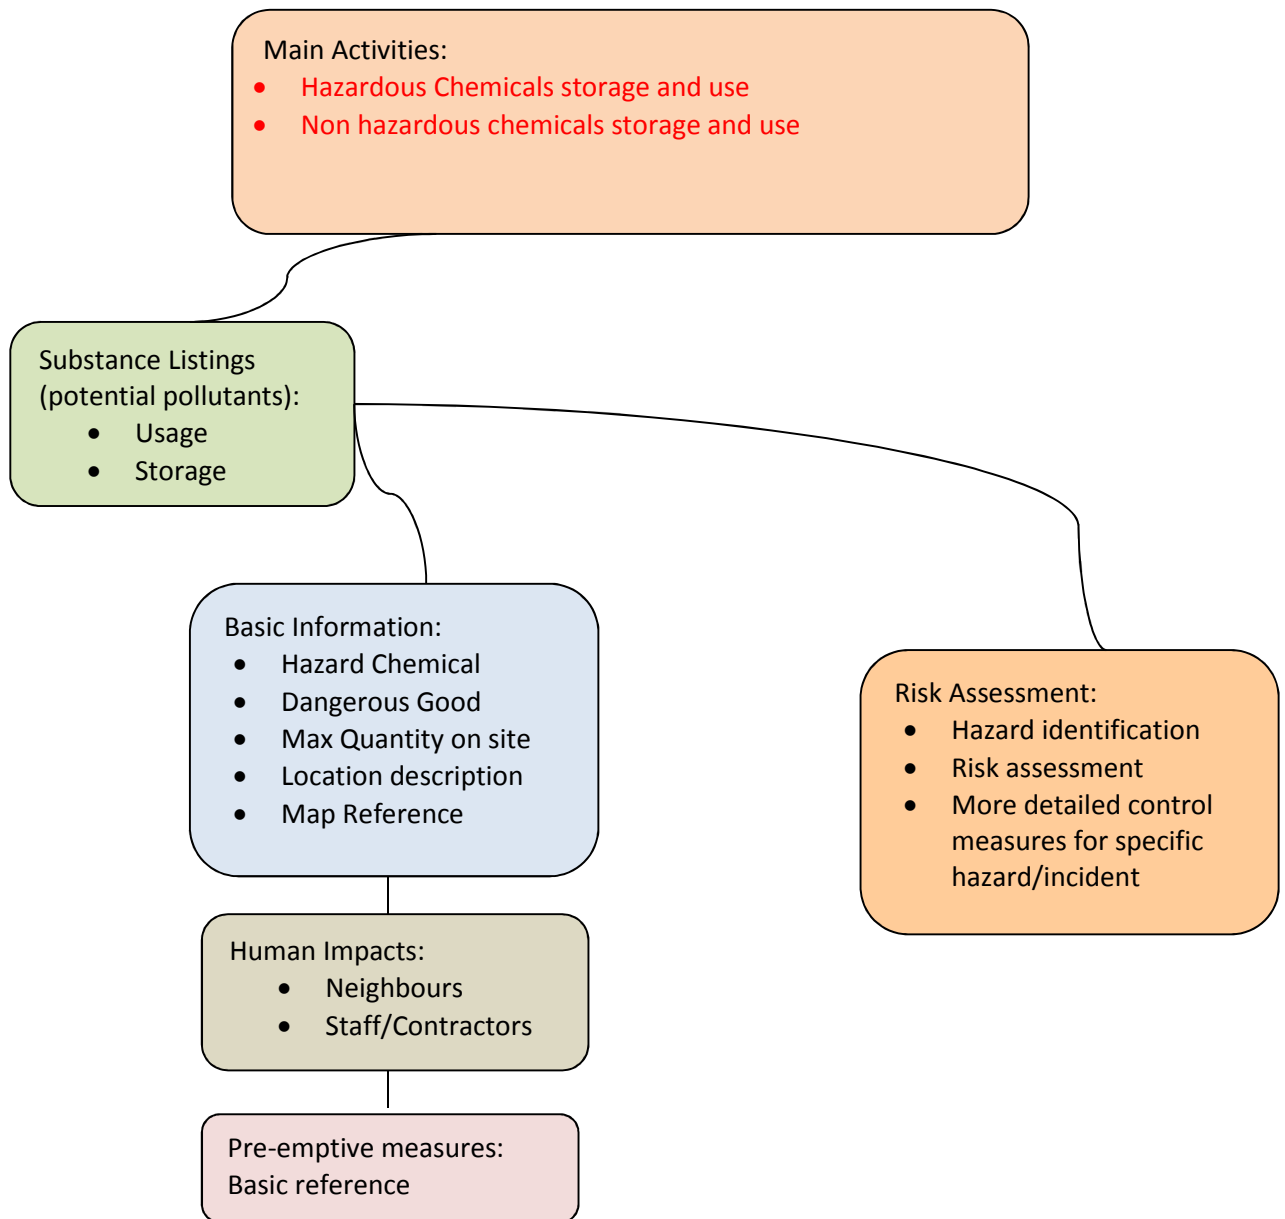 Main Activities:
• Hazardous Chemicals storage and use
• Non hazardous chemicals storage and use
Substance Listings
(potential pollutants):
• Usage
• Storage
Basic Information:
• Hazard Chemical
• Dangerous Good
• Max Quantity on site
• Location description
• Map Reference
Risk Assessment:
• Hazard identification
• Risk assessment
• More detailed control
measures for specific
hazard/incident
Human Impacts:
• Neighbours
• Staff/Contractors
Pre-emptive measures:
Basic reference